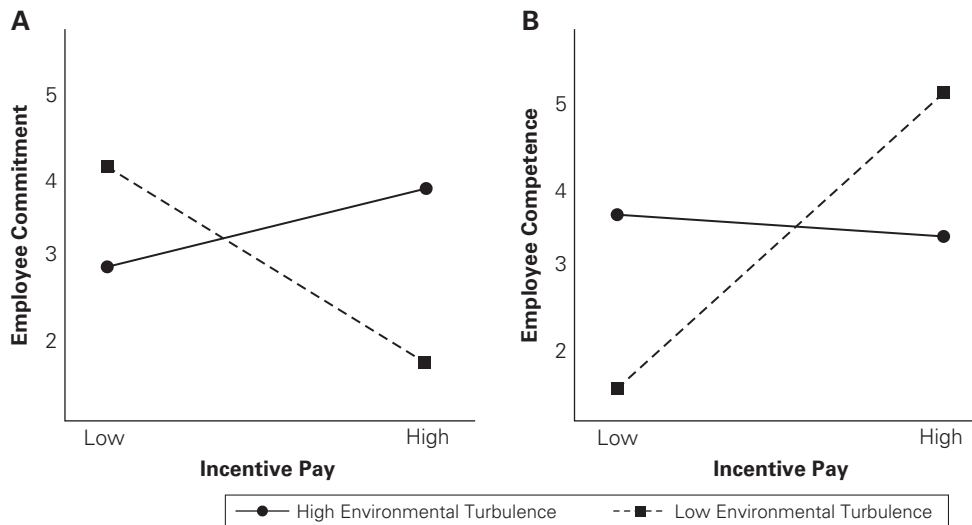 A
Employee Commitment
5
4
3
2
Low High
Incentive Pay
B
Employee Competence
5
4
3
2
Low High
Incentive Pay
High Environmental Turbulence Low Environmental Turbulence